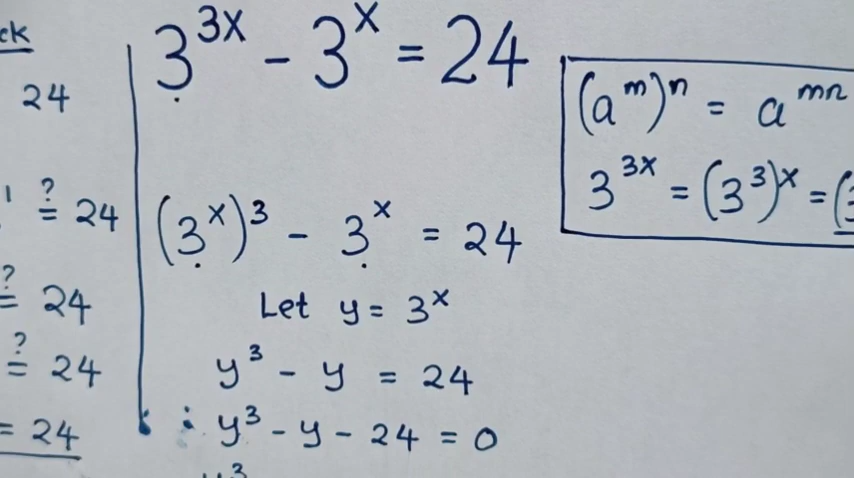 ck
24
? = 24
? = 24
? = 24
= 24
3^{3x} - 3^x = 24
(3^x)^3 - 3^x = 24
Let y = 3^x
y^3 - y = 24
y^3 - y - 24 = 0
(a^m)^n = a^{mn}
3^{3x} = (3^3)^x = (3